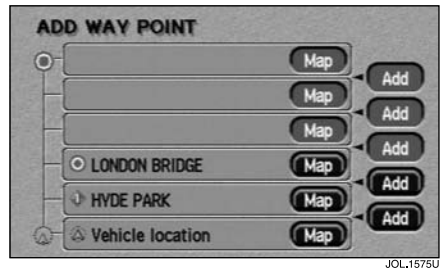 ADD WAY POINT
Map
Add
Map
Add
Map
Add
LONDON BRIDGE Map
Add
HYDE PARK Map
Add
Vehicle location Map
JOL.1575U